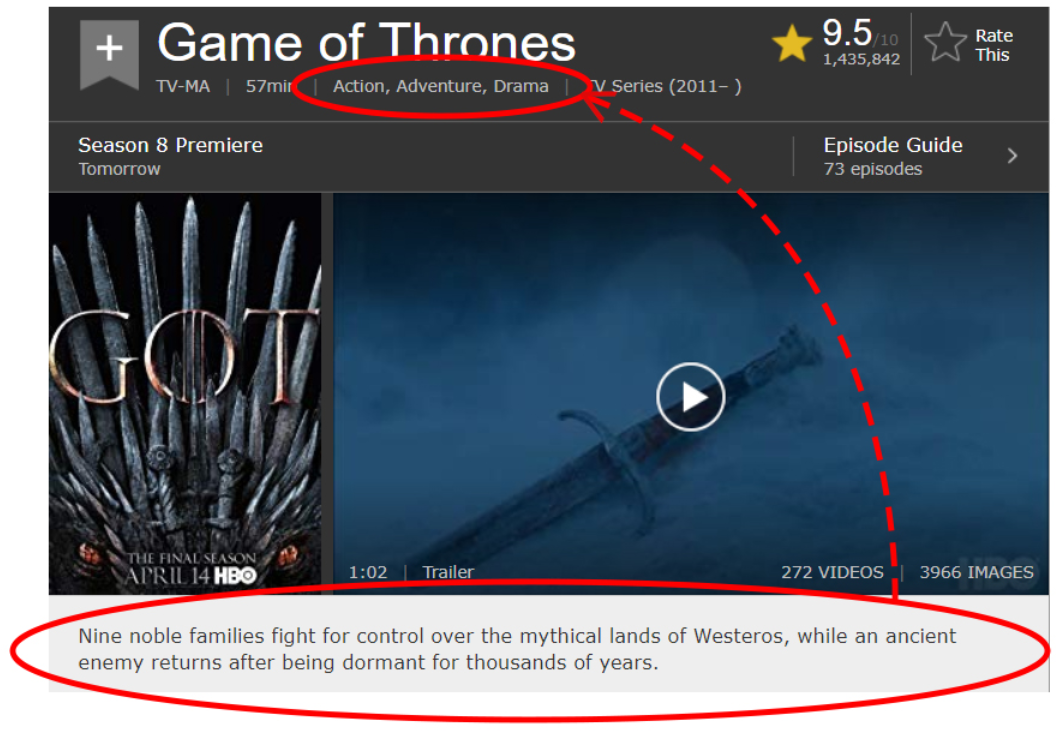 + Game of Thrones
9.5/10
1,435,842
Rate
This
TV-MA | 57min | Action, Adventure, Drama | TV Series (2011– )
Season 8 Premiere
Tomorrow
Episode Guide
73 episodes
GOT
THE FINAL SEASON
APRIL 14 HBO
1:02 | Trailer
HBO
272 VIDEOS | 3966 IMAGES
Nine noble families fight for control over the mythical lands of Westeros, while an ancient
enemy returns after being dormant for thousands of years.